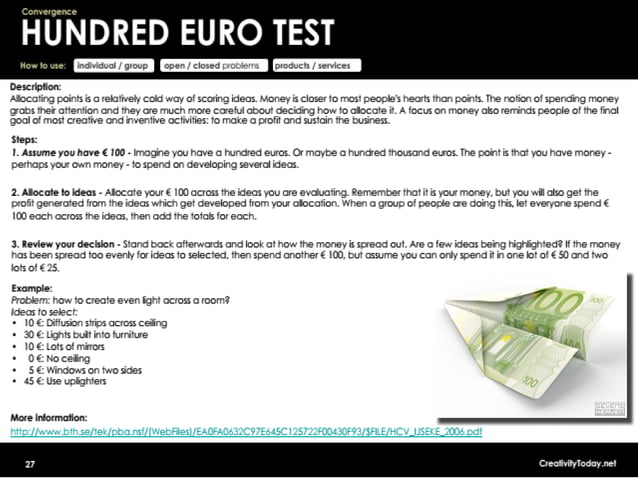 Convergence
HUNDRED EURO TEST
How to use: individual / group open / closed problems products / services
Description:
Allocating points is a relatively cold way of scoring ideas. Money is closer to most people's hearts than points. The notion of spending money
grabs their attention and they are much more careful about deciding how to allocate it. A focus on money also reminds people of the final
goal of most creative and inventive activities: to make a profit and sustain the business.
Steps:
1. Assume you have € 100 - Imagine you have a hundred euros. Or maybe a hundred thousand euros. The point is that you have money -
perhaps your own money - to spend on developing several ideas.
2. Allocate to ideas - Allocate your € 100 across the ideas you are evaluating. Remember that it is your money, but you will also get the
profit generated from the ideas which get developed from your allocation. When a group of people are doing this, let everyone spend €
100 each across the ideas, then add the totals for each.
3. Review your decision - Stand back afterwards and look at how the money is spread out. Are a few ideas being highlighted? If the money
has been spread too evenly for ideas to selected, then spend another € 100, but assume you can only spend it in one lot of € 50 and two
lots of € 25.
Example:
Problem: how to create even light across a room?
Ideas to select:
• 10 €: Diffusion strips across ceiling
• 30 €: Lights built into furniture
• 10 €: Lots of mirrors
• 0 €: No ceiling
• 5 €: Windows on two sides
• 45 €: Use uplighters
100
100
More information:
http://www.bth.se/tek/pba.nsf/(WebFiles)/EA0FA0632C97E645C125722F00430F93/$FILE/HCV_IJSEKE_2006.pdf
27
CreativityToday.net